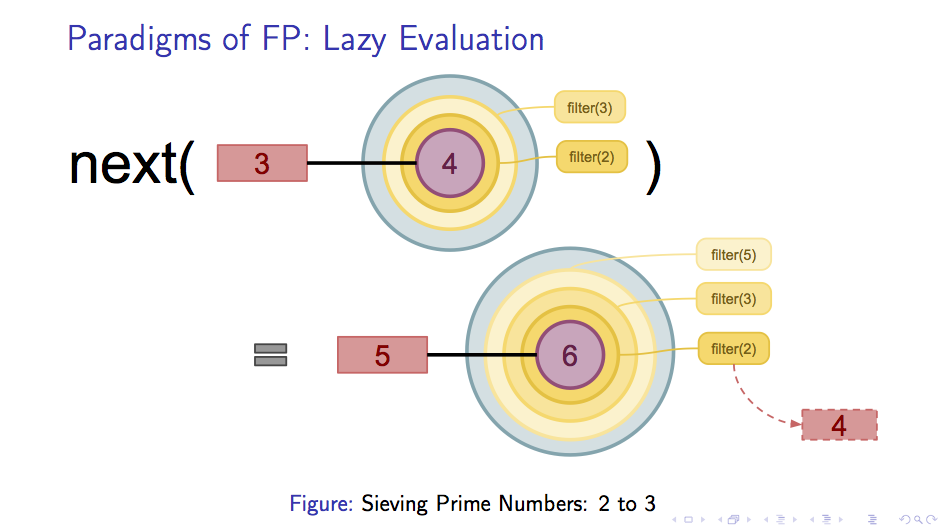 Paradigms of FP: Lazy Evaluation
filter(3)
next( 3 4 filter(2) )
filter(5)
filter(3)
= 5 6 filter(2)
4
Figure: Sieving Prime Numbers: 2 to 3